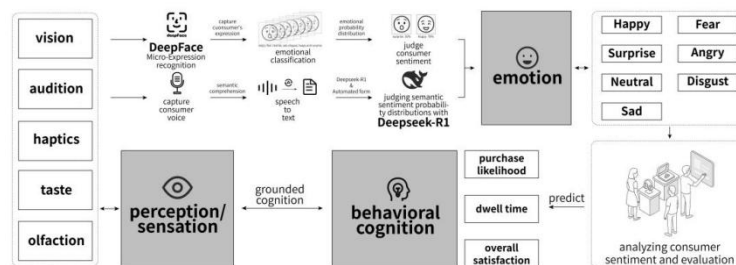 vision
audition
haptics
taste
olfaction
deepFace
DeepFace
Micro-Expression
recognition
capture
consumer's
expression
emotional
classification
emotional
probability
distribution
judge
consumer
sentiment
capture
consumer
voice
semantic
comprehension
speech
to
text
Deepseek-R1
&
Automated form
judging semantic
sentiment probabili-
ty distributions with
Deepseek-R1
emotion
Happy
Fear
Surprise
Angry
Neutral
Disgust
Sad
perception/
sensation
grounded
cognition
behavioral
cognition
purchase
likelihood
dwell time
overall
satisfaction
predict
analyzing consumer
sentiment and evaluation